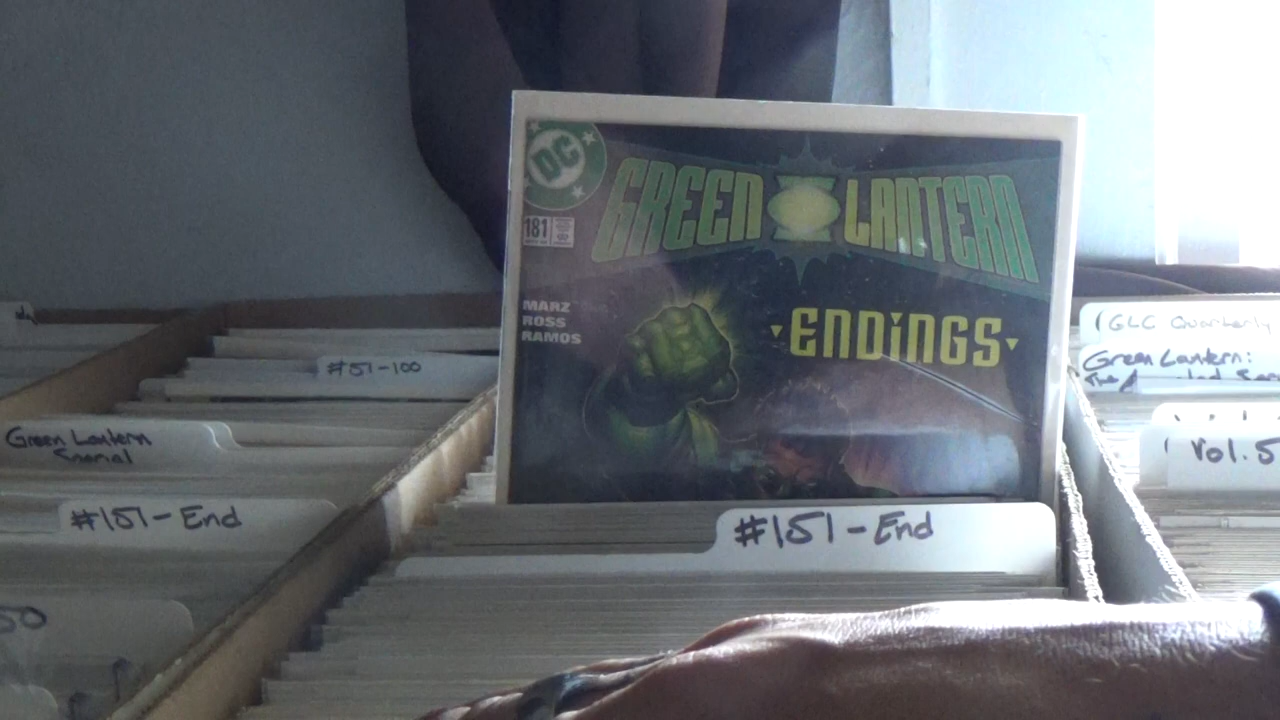 DC
GREEN LANTERN
181
MARZ
ROSS
RAMOS
ENDINGS
#51-100
Green Lantern
#151-End
50
#151-End
GLC Quarterly
Green Lantern:
The
Vol. 5